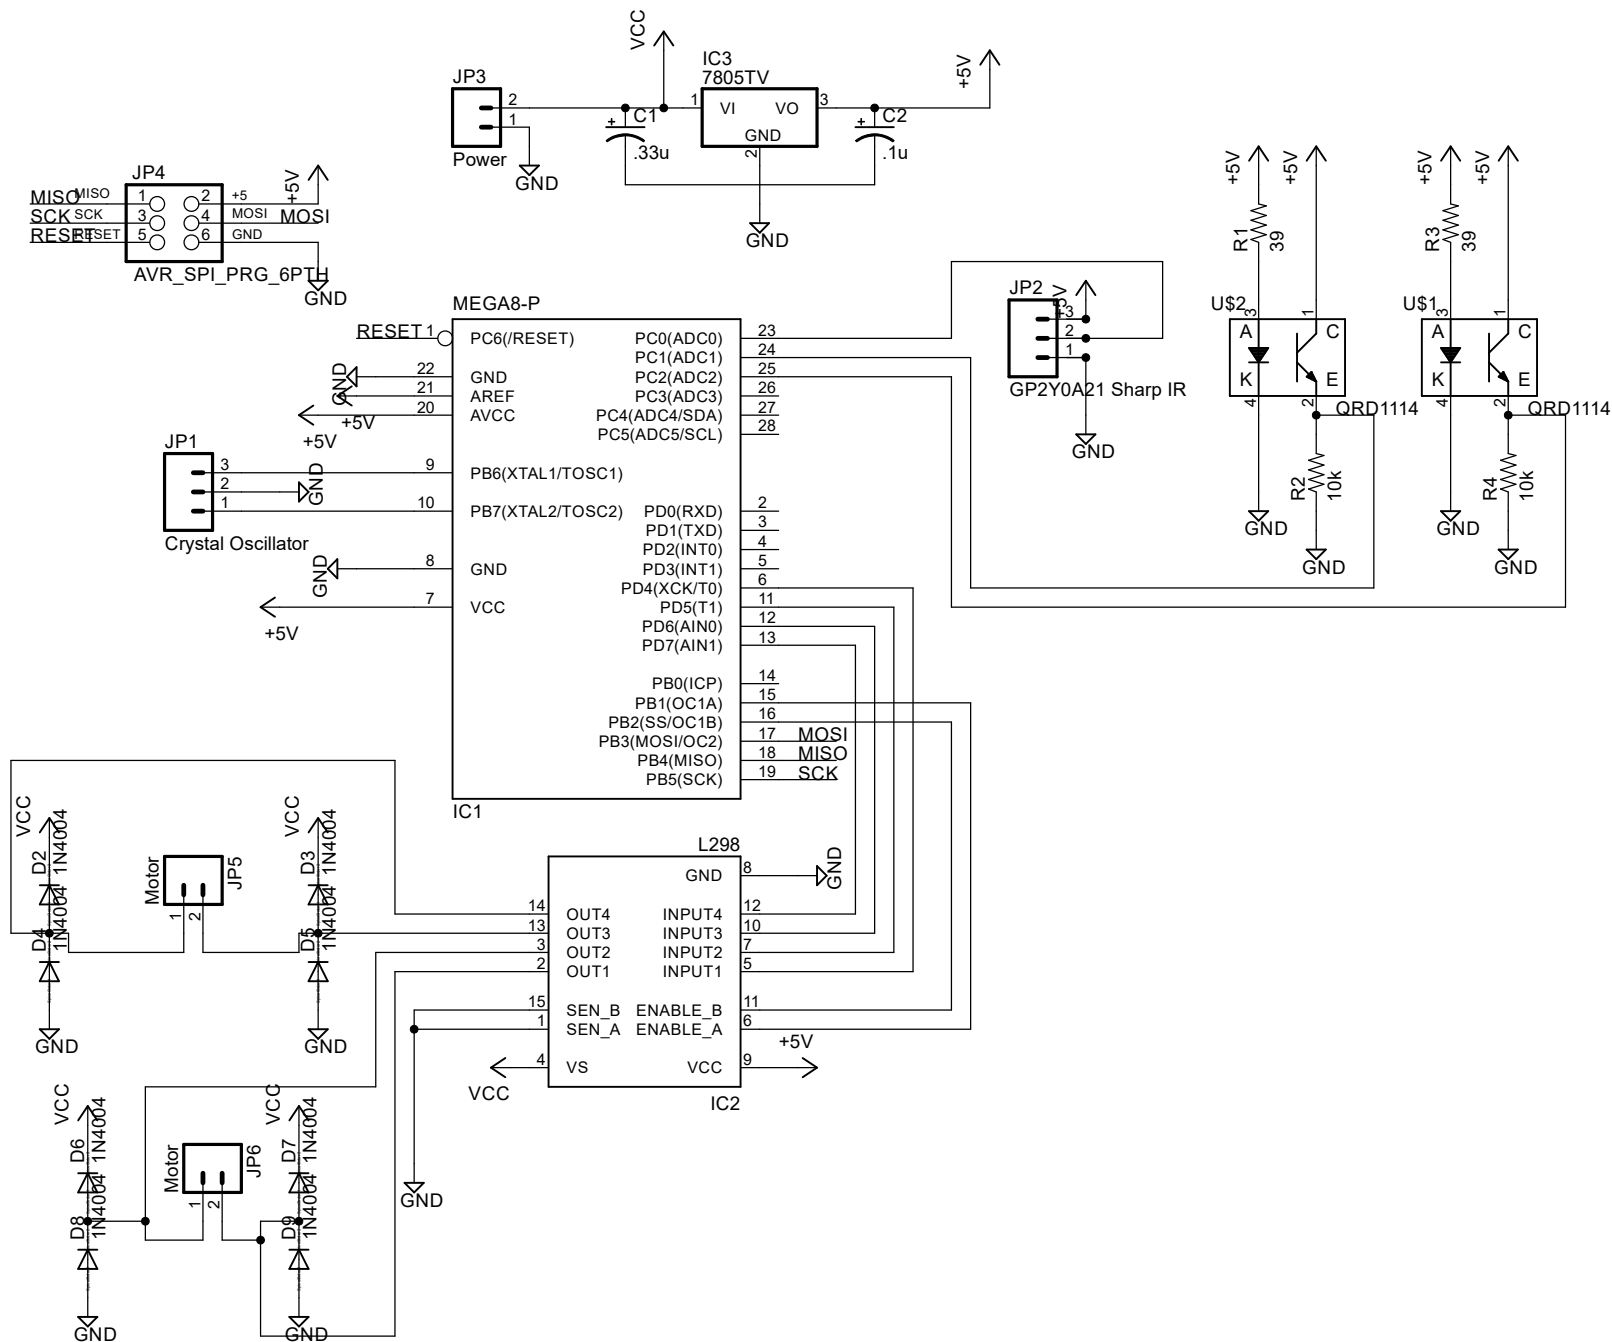 VCC
IC3
7805TV
+5V
JP3
2
1
Power
GND
C1
.33u
1
VI
VO
3
GND
2
C2
.1u
GND
JP4
MISO MISO 1 2 +5 +5V
SCK SCK 3 4 MOSI MOSI
RESET RESET 5 6 GND
AVR_SPI_PRG_6PTH
GND
MEGA8-P
RESET 1 PC6(/RESET)
GND 22 GND
21 AREF
+5V
20 AVCC
+5V
9 PB6(XTAL1/TOSC1)
10 PB7(XTAL2/TOSC2)
GND 8 GND
7 VCC
+5V
JP1
3
2 GND
1
Crystal Oscillator
PC0(ADC0) 23
PC1(ADC1) 24
PC2(ADC2) 25
PC3(ADC3) 26
PC4(ADC4/SDA) 27
PC5(ADC5/SCL) 28
PD0(RXD) 2
PD1(TXD) 3
PD2(INT0) 4
PD3(INT1) 5
PD4(XCK/T0) 6
PD5(T1) 11
PD6(AIN0) 12
PD7(AIN1) 13
PB0(ICP) 14
PB1(OC1A) 15
PB2(SS/OC1B) 16
PB3(MOSI/OC2) 17 MOSI
PB4(MISO) 18 MISO
PB5(SCK) 19 SCK
IC1
JP2
+5V
3
2
1
GP2Y0A21 Sharp IR
GND
+5V
+5V
R1
39
U$2
3
1
A
C
K
E
4
2
QRD1114
R2
10k
GND
GND
+5V
+5V
R3
39
U$1
3
1
A
C
K
E
4
2
QRD1114
R4
10k
GND
GND
L298
GND 8 GND
14 OUT4 INPUT4 12
13 OUT3 INPUT3 10
3 OUT2 INPUT2 7
2 OUT1 INPUT1 5
15 SEN_B ENABLE_B 11
1 SEN_A ENABLE_A 6
+5V
4 VS VCC 9
VCC
IC2
GND
VCC
D2
1N4004
D4
1N4004
GND
Motor
JP5
1
2
VCC
D3
1N4004
D5
1N4004
GND
VCC
D6
1N4004
D8
1N4004
GND
Motor
JP6
1
2
VCC
D7
1N4004
D9
1N4004
GND